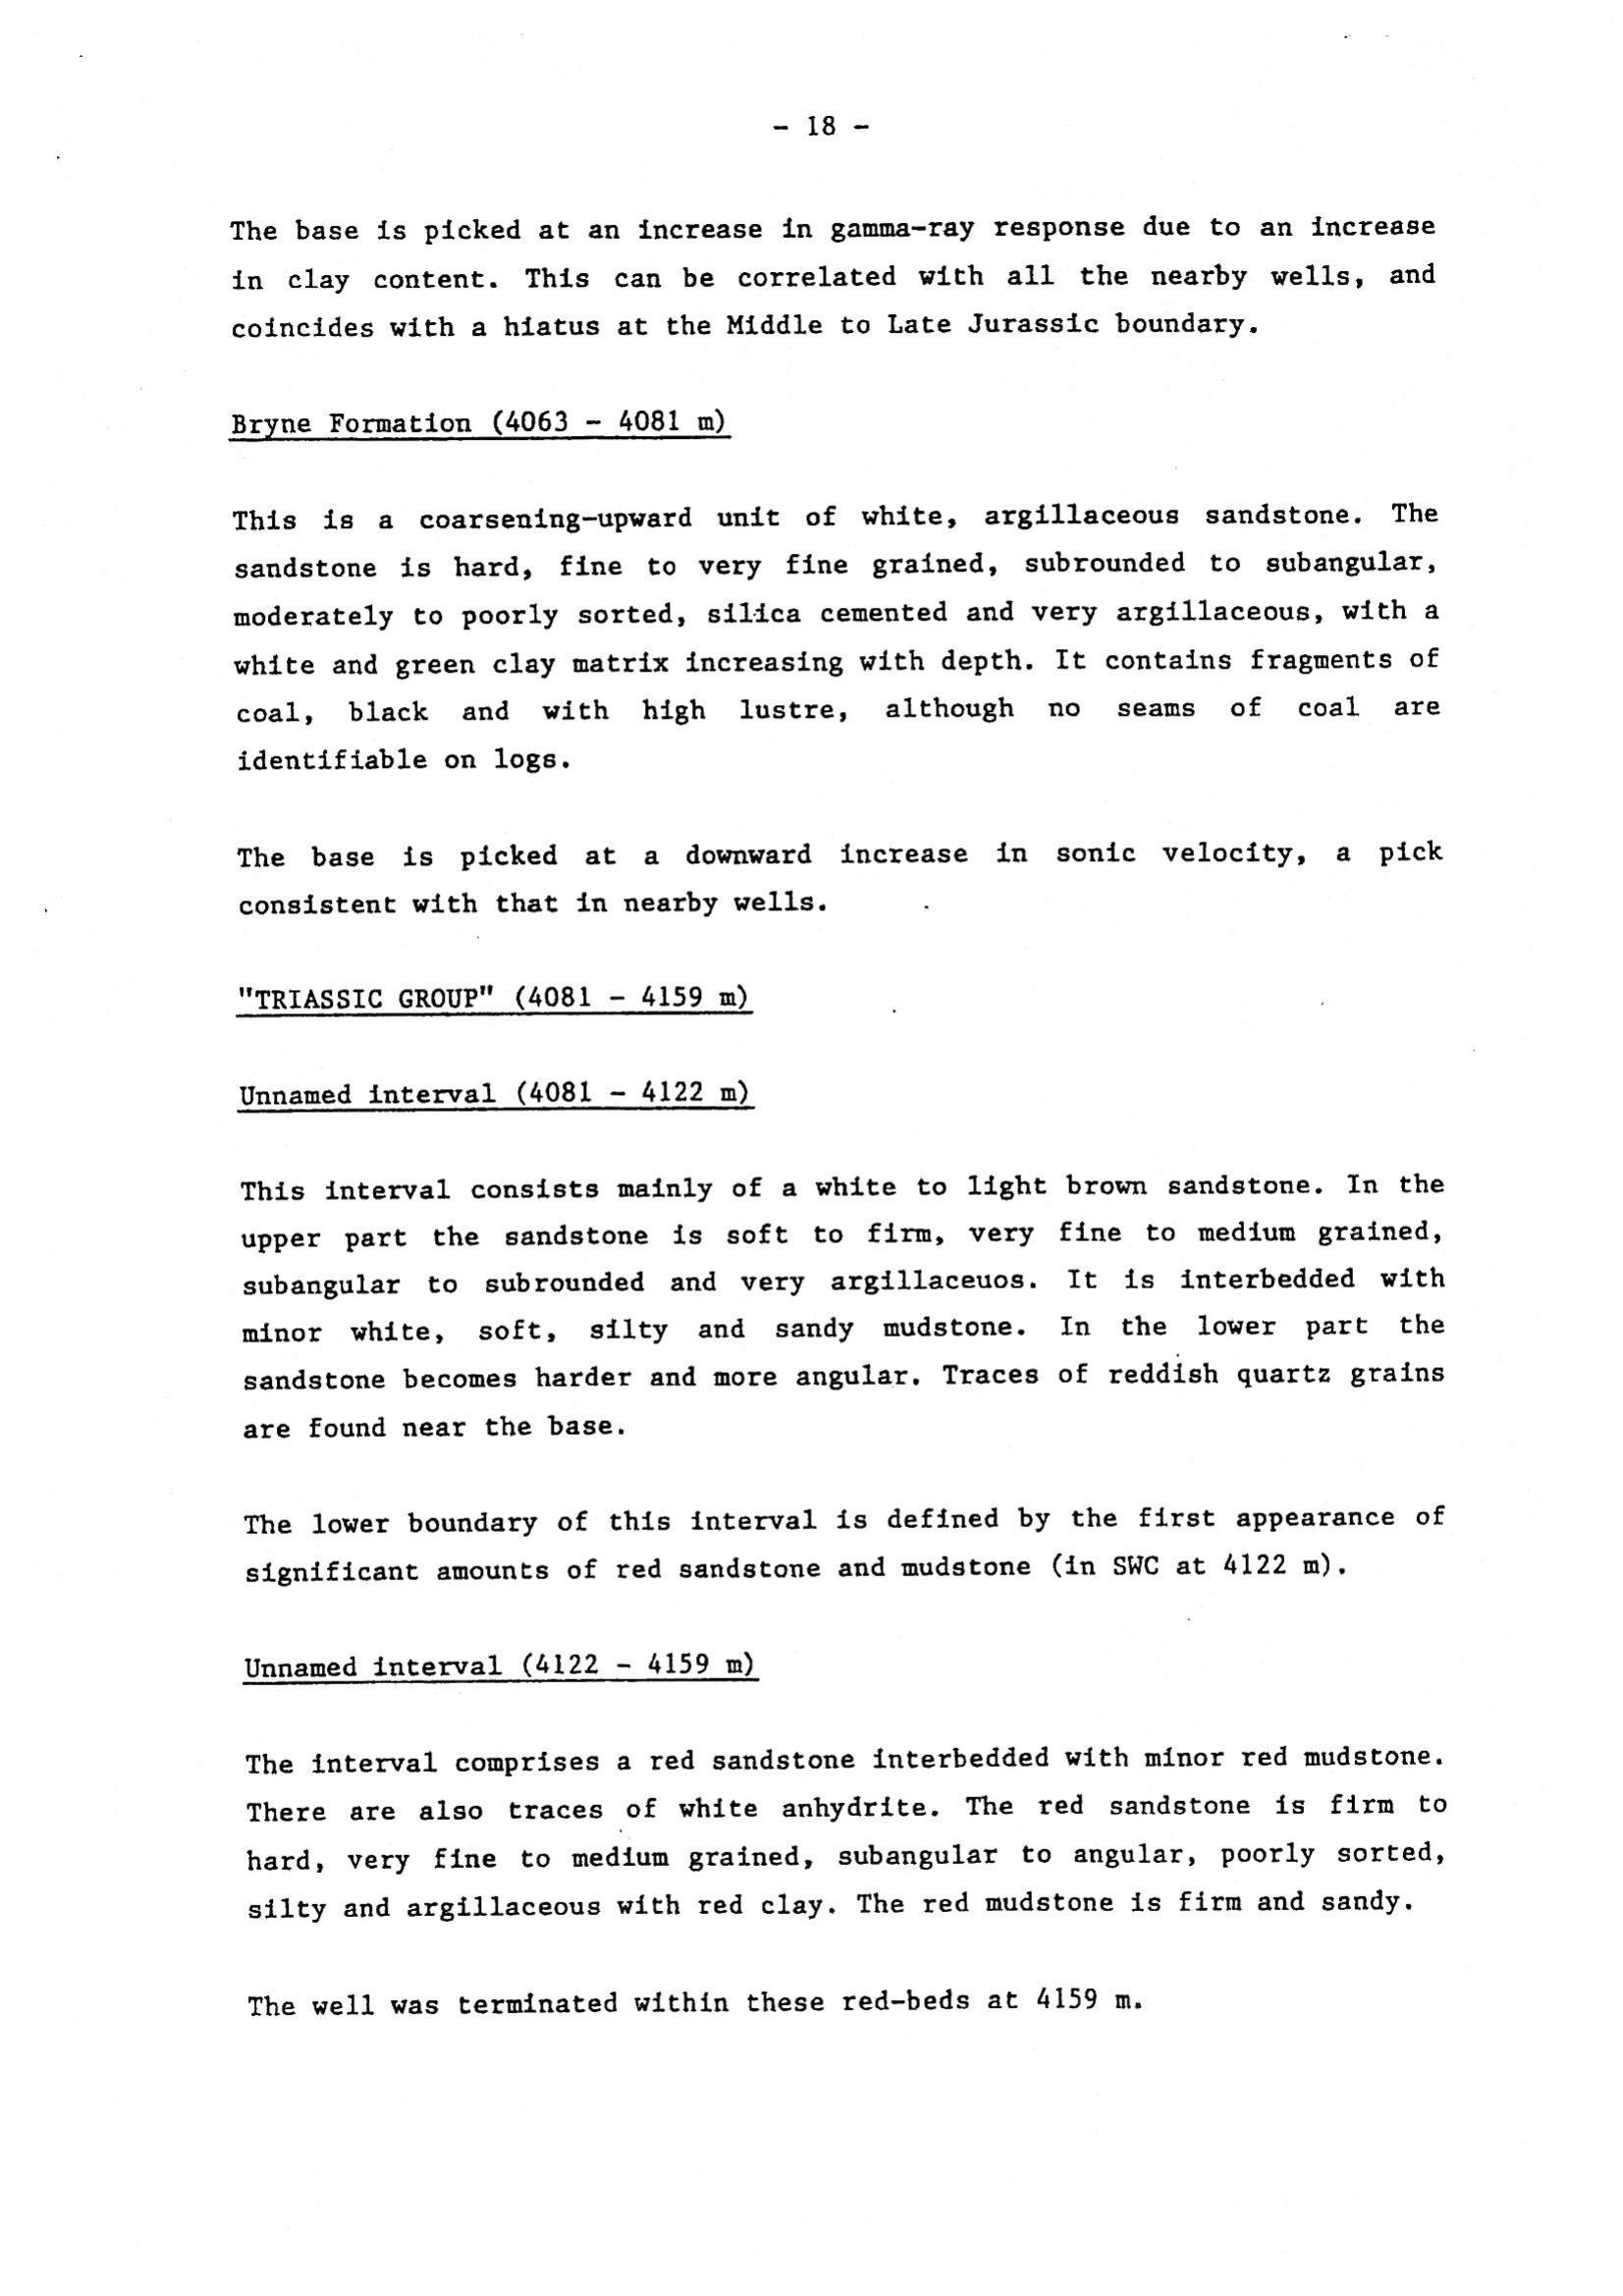 - 18 -
The base is picked at an increase in gamma-ray response due to an increase
in clay content. This can be correlated with all the nearby wells, and
coincides with a hiatus at the Middle to Late Jurassic boundary.
Bryne Formation (4063 - 4081 m)
This is a coarsening-upward unit of white, argillaceous sandstone. The
sandstone is hard, fine to very fine grained, subrounded to subangular,
moderately to poorly sorted, silica cemented and very argillaceous, with a
white and green clay matrix increasing with depth. It contains fragments of
coal, black and with high lustre, although no seams of coal are
identifiable on logs.
The base is picked at a downward increase in sonic velocity, a pick
consistent with that in nearby wells.
"TRIASSIC GROUP" (4081 - 4159 m)
Unnamed interval (4081 - 4122 m)
This interval consists mainly of a white to light brown sandstone. In the
upper part the sandstone is soft to firm, very fine to medium grained,
subangular to subrounded and very argillaceuos. It is interbedded with
minor white, soft, silty and sandy mudstone. In the lower part the
sandstone becomes harder and more angular. Traces of reddish quartz grains
are found near the base.
The lower boundary of this interval is defined by the first appearance of
significant amounts of red sandstone and mudstone (in SWC at 4122 m).
Unnamed interval (4122 - 4159 m)
The interval comprises a red sandstone interbedded with minor red mudstone.
There are also traces of white anhydrite. The red sandstone is firm to
hard, very fine to medium grained, subangular to angular, poorly sorted,
silty and argillaceous with red clay. The red mudstone is firm and sandy.
The well was terminated within these red-beds at 4159 m.